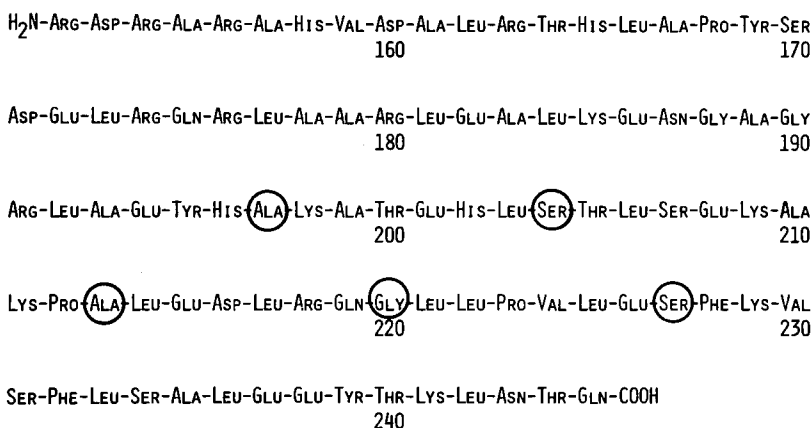 H2N-ARG-ASP-ARG-ALA-ARG-ALA-HIS-VAL-ASP-ALA-LEU-ARG-THR-HIS-LEU-ALA-PRO-TYR-SER
160 170
ASP-GLU-LEU-ARG-GLN-ARG-LEU-ALA-ALA-ARG-LEU-GLU-ALA-LEU-LYS-GLU-ASN-GLY-ALA-GLY
180 190
ARG-LEU-ALA-GLU-TYR-HIS-ALA-LYS-ALA-THR-GLU-HIS-LEU-SER-THR-LEU-SER-GLU-LYS-ALA
200 210
LYS-PRO-ALA-LEU-GLU-ASP-LEU-ARG-GLN-GLY-LEU-LEU-PRO-VAL-LEU-GLU-SER-PHE-LYS-VAL
220 230
SER-PHE-LEU-SER-ALA-LEU-GLU-GLU-TYR-THR-LYS-LEU-ASN-THR-GLN-COOH
240